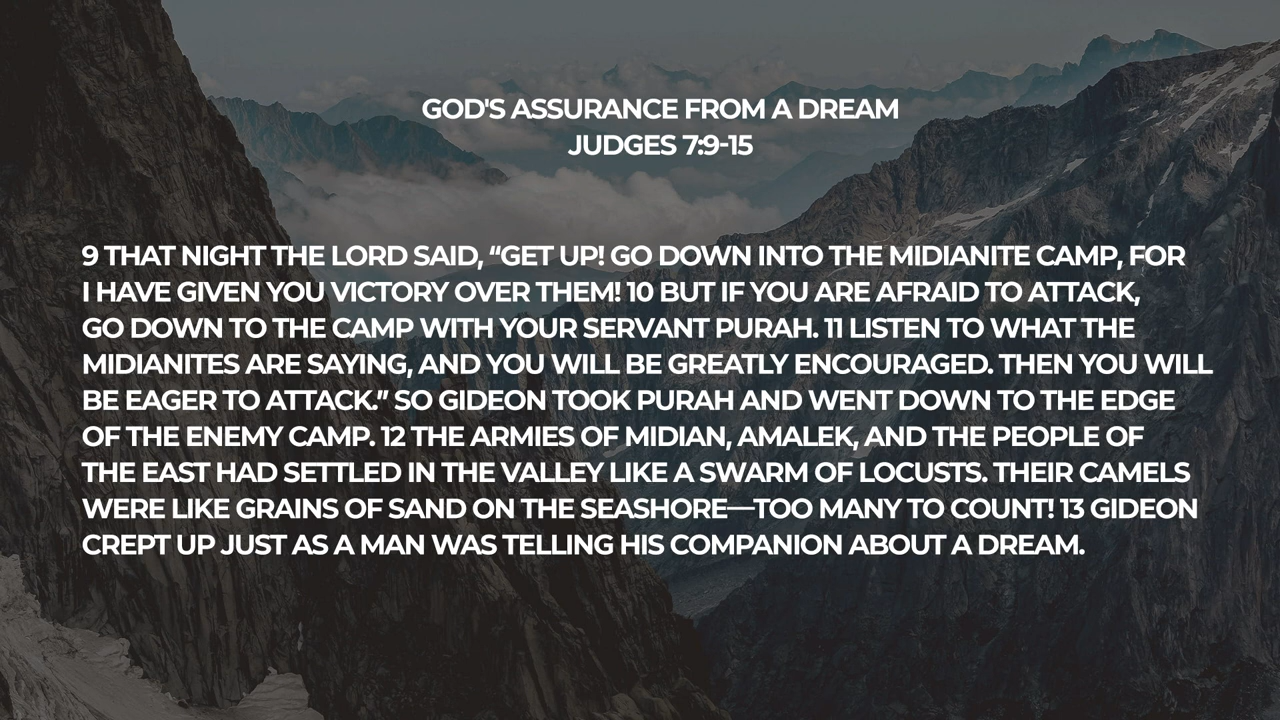 GOD'S ASSURANCE FROM A DREAM
JUDGES 7:9-15
9 THAT NIGHT THE LORD SAID, “GET UP! GO DOWN INTO THE MIDIANITE CAMP, FOR
I HAVE GIVEN YOU VICTORY OVER THEM! 10 BUT IF YOU ARE AFRAID TO ATTACK,
GO DOWN TO THE CAMP WITH YOUR SERVANT PURAH. 11 LISTEN TO WHAT THE
MIDIANITES ARE SAYING, AND YOU WILL BE GREATLY ENCOURAGED. THEN YOU WILL
BE EAGER TO ATTACK.” SO GIDEON TOOK PURAH AND WENT DOWN TO THE EDGE
OF THE ENEMY CAMP. 12 THE ARMIES OF MIDIAN, AMALEK, AND THE PEOPLE OF
THE EAST HAD SETTLED IN THE VALLEY LIKE A SWARM OF LOCUSTS. THEIR CAMELS
WERE LIKE GRAINS OF SAND ON THE SEASHORE—TOO MANY TO COUNT! 13 GIDEON
CREPT UP JUST AS A MAN WAS TELLING HIS COMPANION ABOUT A DREAM.